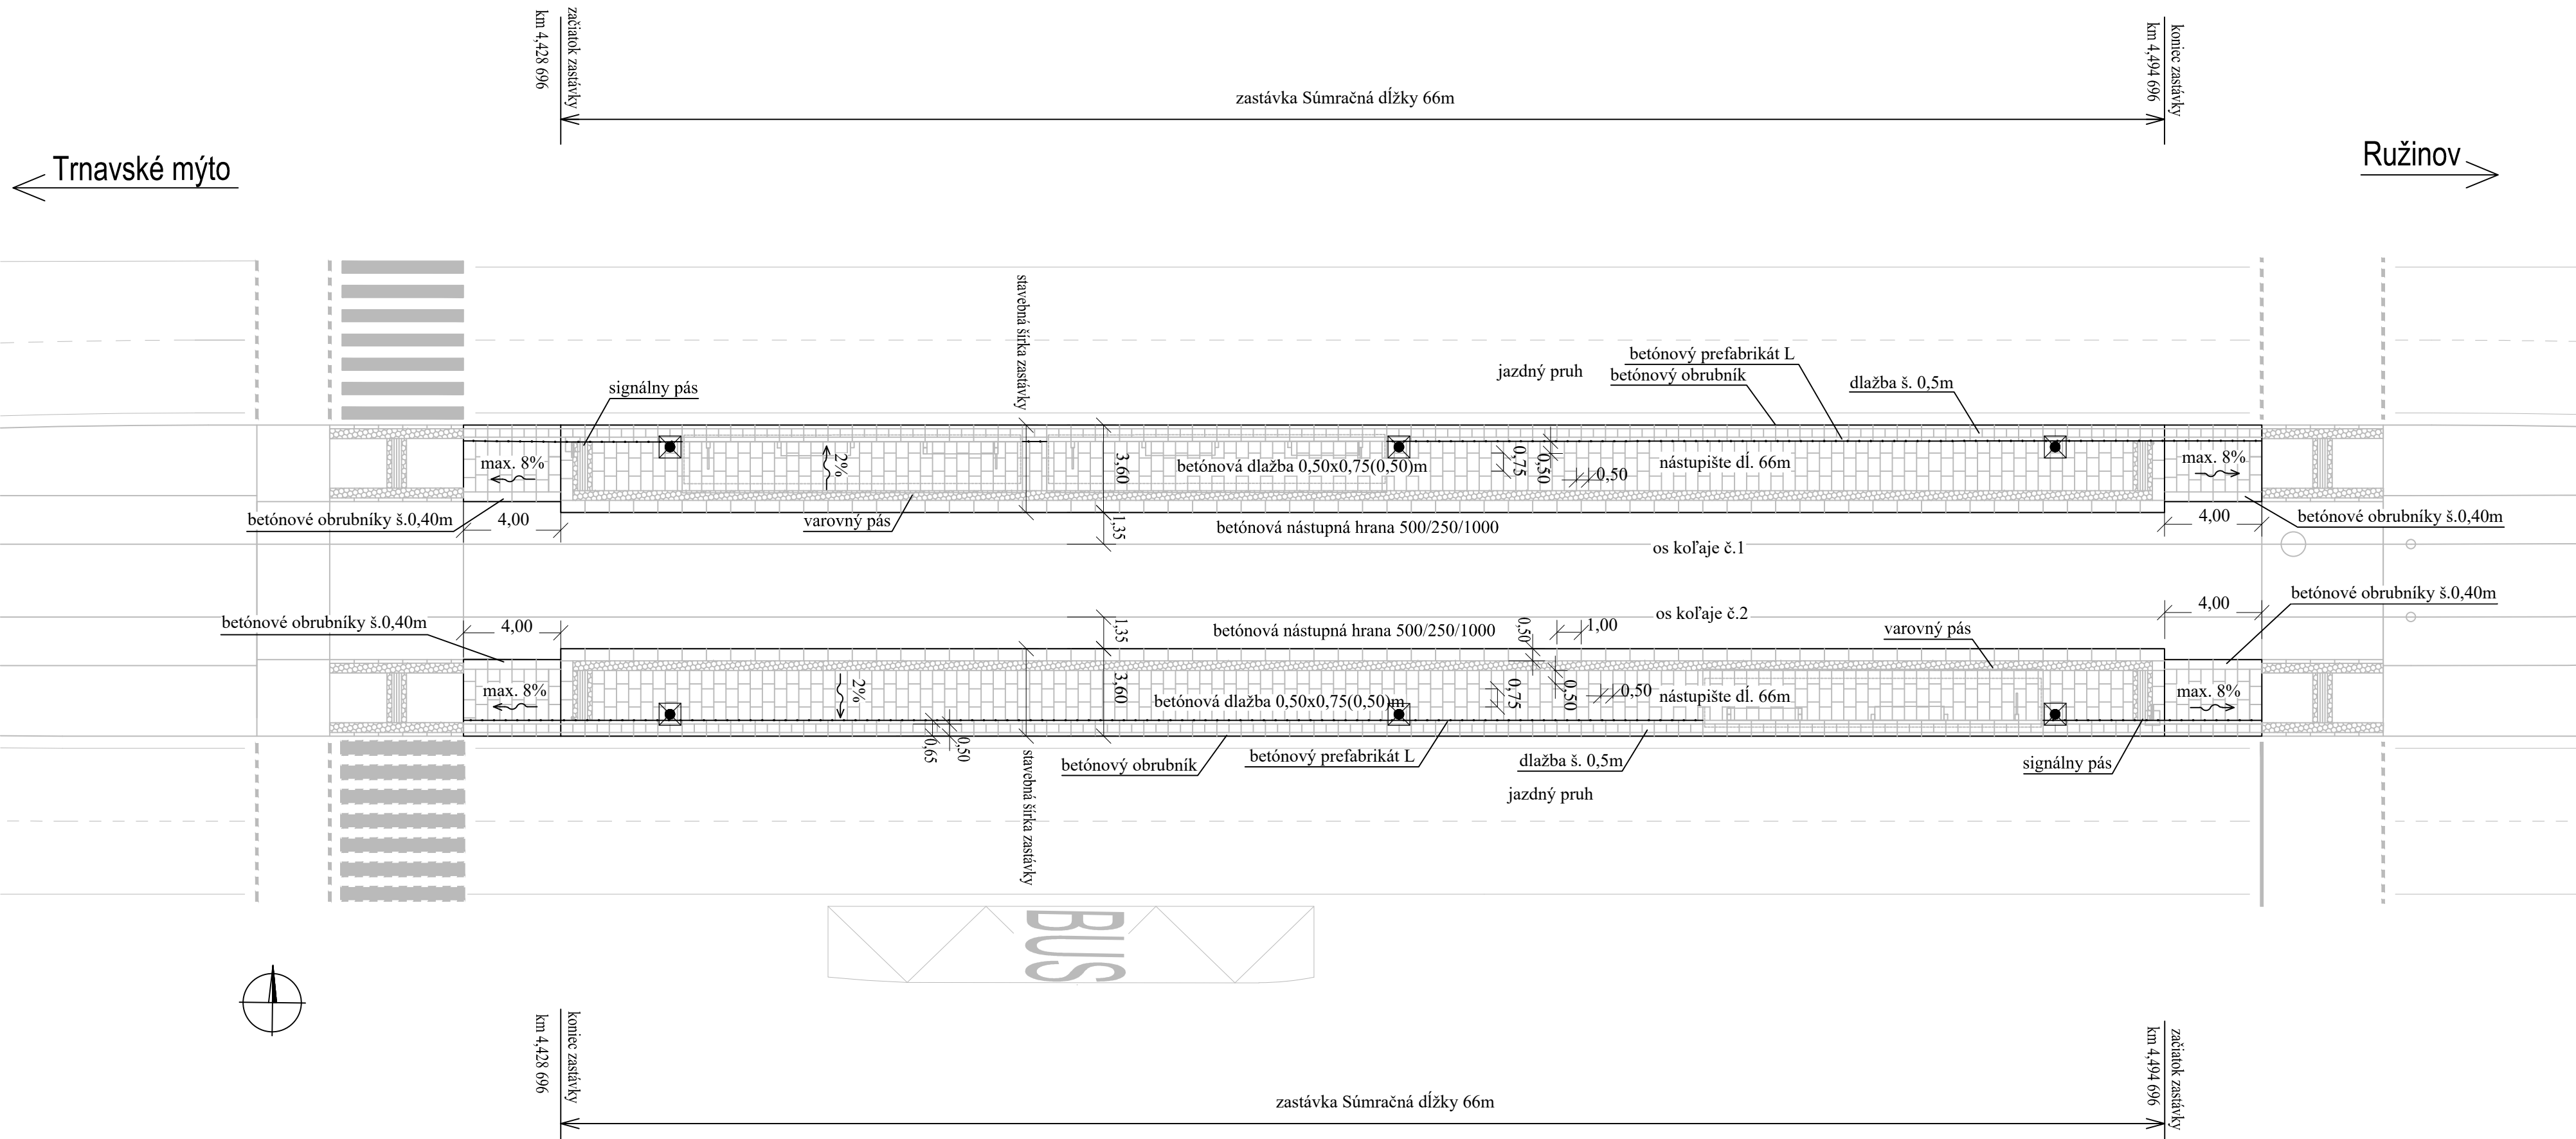 začiatok zastávky
km 4,428 696
koniec zastávky
km 4,494 696
zastávka Súmračná dĺžky 66m
Trnavské mýto
Ružinov
stavebná šírka zastávky
betónový prefabrikát L
jazdný pruh
betónový obrubník
dlažba š. 0,5m
signálny pás
max. 8%
2%
3,60
betónová dlažba 0,50x0,75(0,50)m
0,75
0,50
0,50
nástupište dĺ. 66m
max. 8%
betónové obrubníky š.0,40m
4,00
varovný pás
1,35
betónová nástupná hrana 500/250/1000
4,00
betónové obrubníky š.0,40m
os koľaje č.1
betónové obrubníky š.0,40m
4,00
1,35
betónová nástupná hrana 500/250/1000
0,50
1,00
os koľaje č.2
varovný pás
4,00
betónové obrubníky š.0,40m
max. 8%
2%
3,60
betónová dlažba 0,50x0,75(0,50)m
0,75
0,50
0,50
nástupište dĺ. 66m
max. 8%
0,65
0,50
stavebná šírka zastávky
betónový obrubník
betónový prefabrikát L
dlažba š. 0,5m
signálny pás
jazdný pruh
BUS
koniec zastávky
km 4,428 696
začiatok zastávky
km 4,494 696
zastávka Súmračná dĺžky 66m